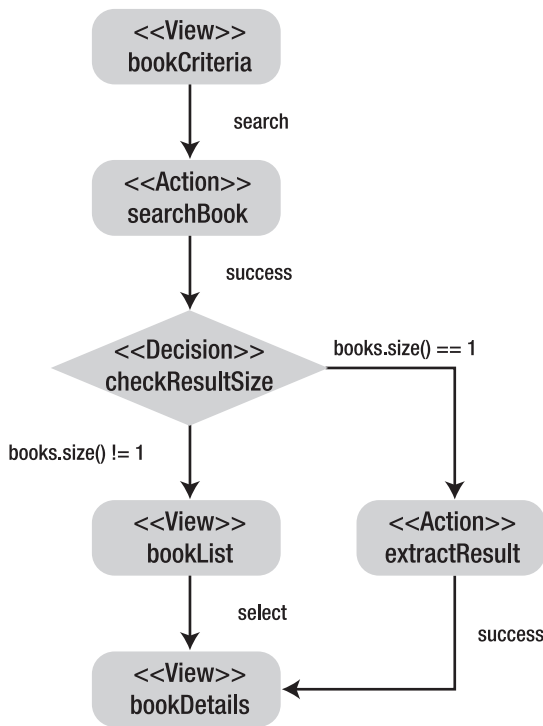 <<View>>
bookCriteria
search
<<Action>>
searchBook
success
<<Decision>>
checkResultSize
books.size() == 1
books.size() != 1
<<View>>
bookList
<<Action>>
extractResult
select
success
<<View>>
bookDetails